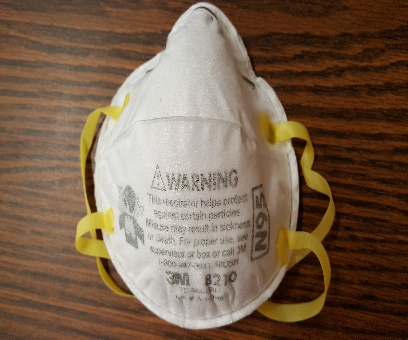 ⚠WARNING
This respirator helps protect
against certain particles.
Misuse may result in sickness
or death. For proper use, see
supervisor or box or call 3M
N95
3M 8210